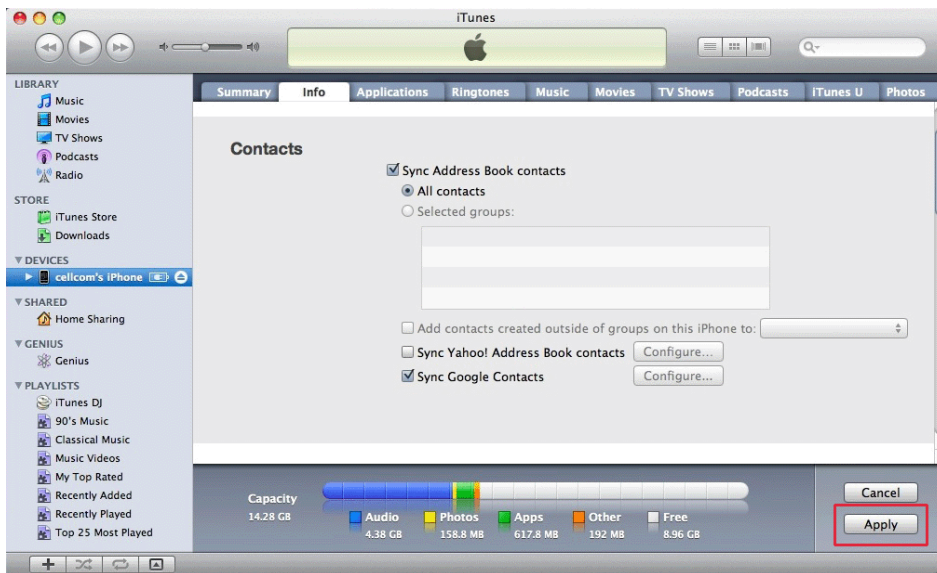 iTunes
LIBRARY
Music
Movies
TV Shows
Podcasts
Radio
STORE
iTunes Store
Downloads
DEVICES
cellcom's iPhone
SHARED
Home Sharing
GENIUS
Genius
PLAYLISTS
iTunes DJ
90's Music
Classical Music
Music Videos
My Top Rated
Recently Added
Recently Played
Top 25 Most Played
Summary Info Applications Ringtones Music Movies TV Shows Podcasts iTunes U Photos
Contacts
Sync Address Book contacts
All contacts
Selected groups:
Add contacts created outside of groups on this iPhone to:
Sync Yahoo! Address Book contacts Configure...
Sync Google Contacts Configure...
Capacity
14.28 GB
Audio Photos Apps Other Free
4.38 GB 158.8 MB 617.8 MB 192 MB 8.96 GB
Cancel
Apply